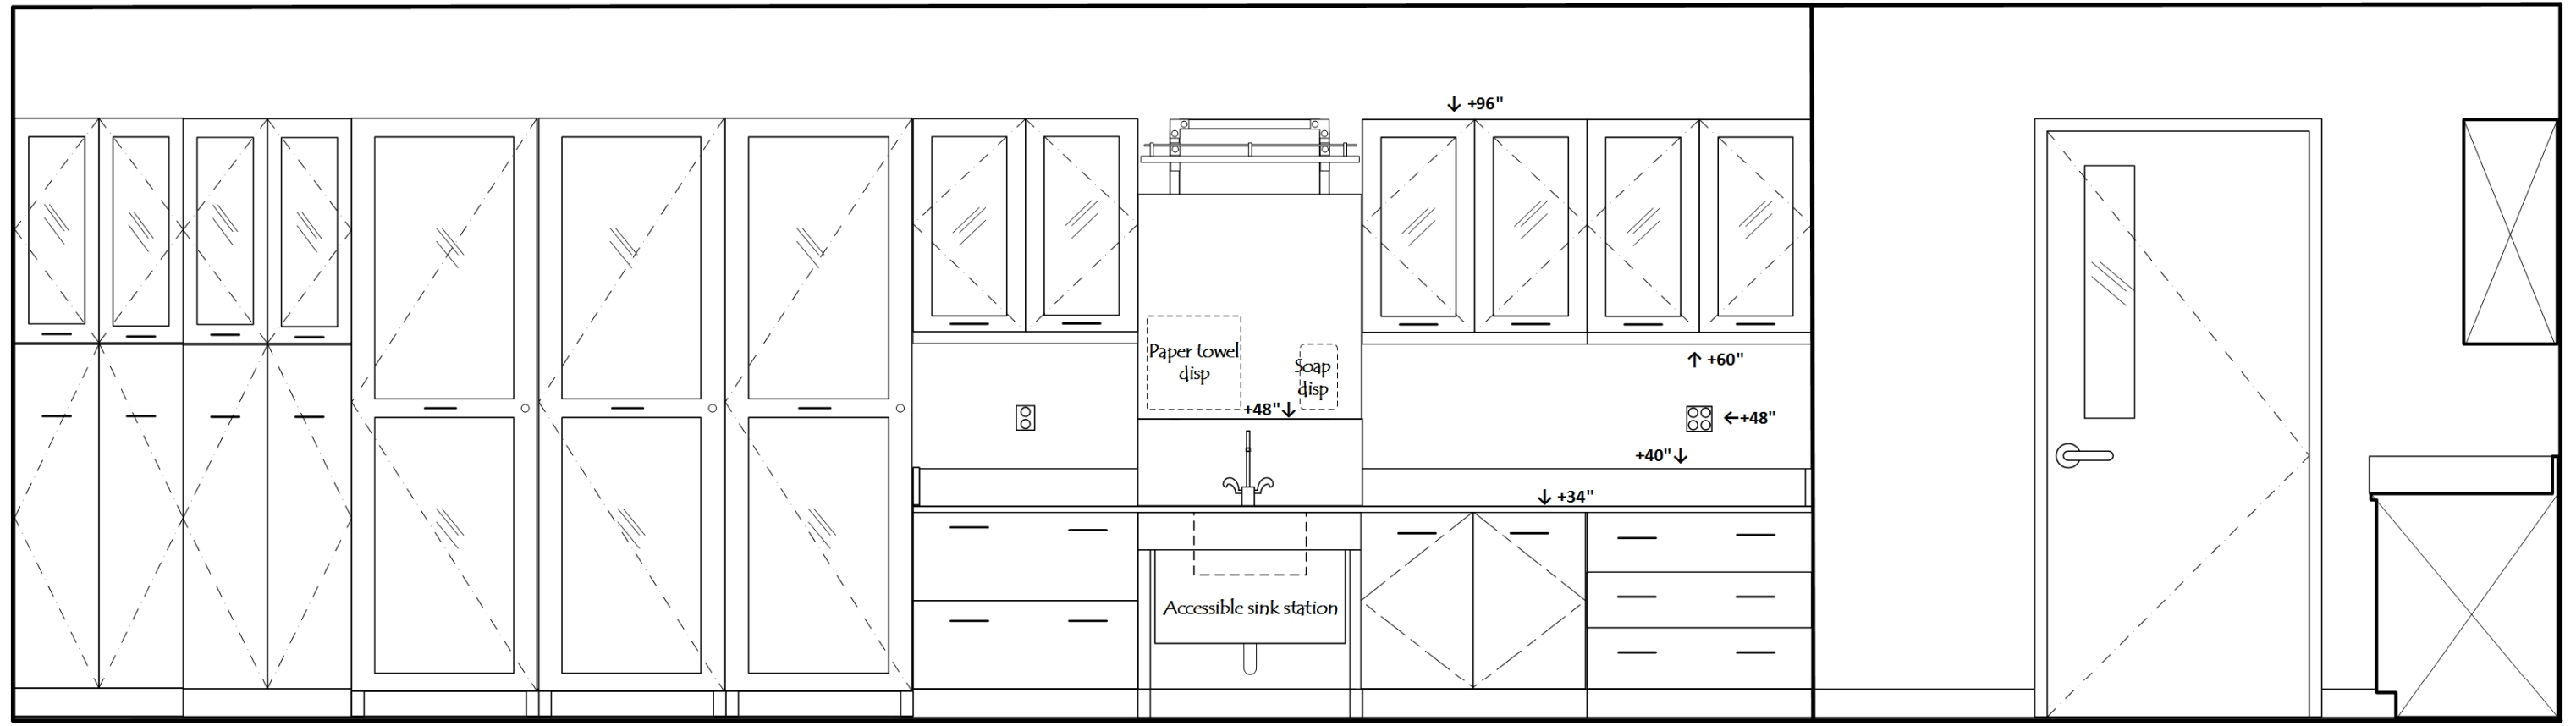 ↓ +96"
Paper towel
disp
Soap
disp
↑ +60"
+48"↓
←+48"
+40"↓
↓ +34"
Accessible sink station